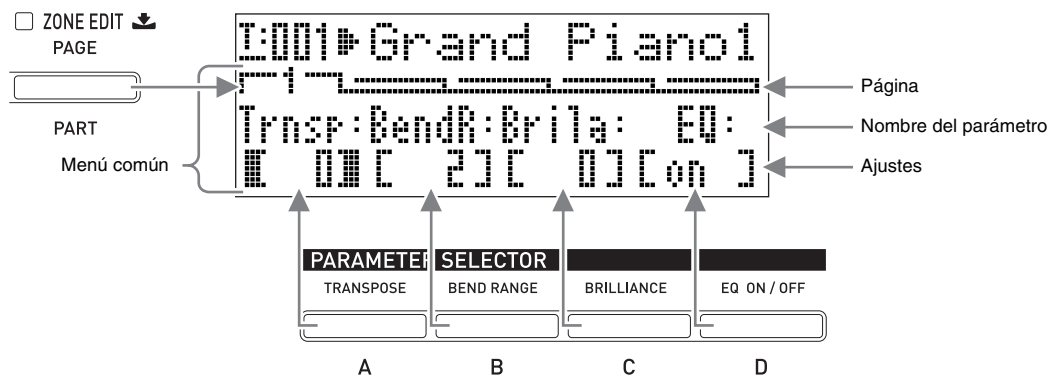 ZONE EDIT
PAGE
PART
Menú común
I:001 Grand Piano1
1
Trnsp:BendR:Brila: EQ:
[ 0][ 2][ 0][on ]
Página
Nombre del parámetro
Ajustes
PARAMETER SELECTOR
TRANSPOSE BEND RANGE BRILLIANCE EQ ON / OFF
A B C D